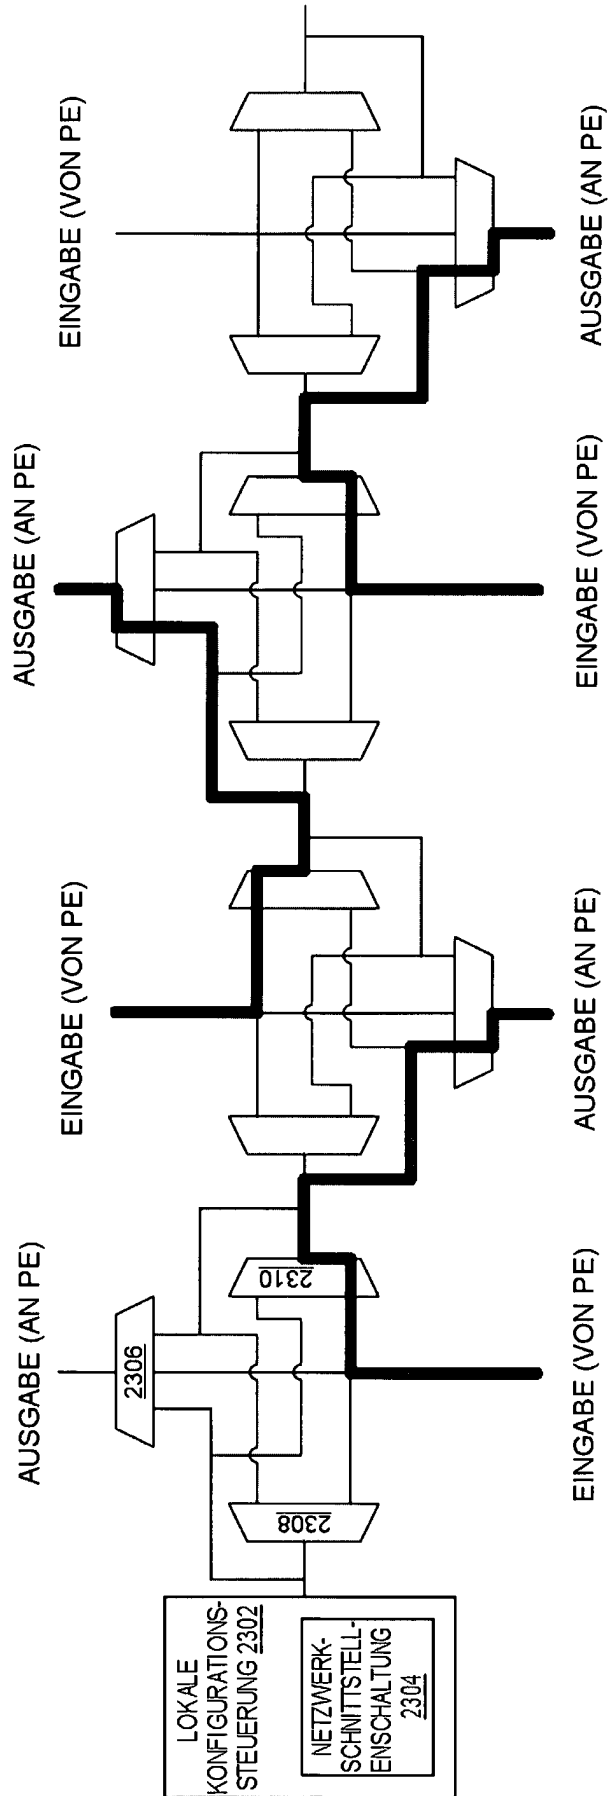 EINGABE (VON PE)
AUSGABE (AN PE)
AUSGABE (AN PE)
EINGABE (VON PE)
EINGABE (VON PE)
AUSGABE (AN PE)
AUSGABE (AN PE)
EINGABE (VON PE)
2306
2310
2308
LOKALE
KONFIGURATIONS-
STEUERUNG 2302
NETZWERK-
SCHNITTSTELL-
ENSCHALTUNG
2304